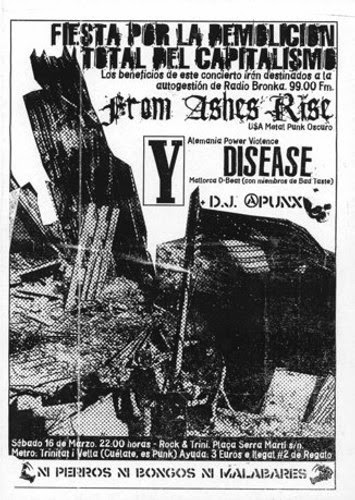 FIESTA POR LA DEMOLICION
TOTAL DEL CAPITALISMO
Los beneficios de este concierto irán destinados a la
autogestión de Radio Bronka. 99.00 Fm.
From Ashes Rise
USA Metal Punk Oscuro
Alemania Power Violence
Y DISEASE
Mallorca D-Beat (con miembros de Bad Taste)
+ D.J. APUNX
Sábado 16 de Marzo. 22:00 horas - Rock & Trini. Plaça Serra Martí s/n.
Metro: Trinitat i Vella (Cuélate, es Punk) Ayuda: 3 Euros e Ilegal #2 de Regalo
NI PERROS NI BONGOS NI MALABARES